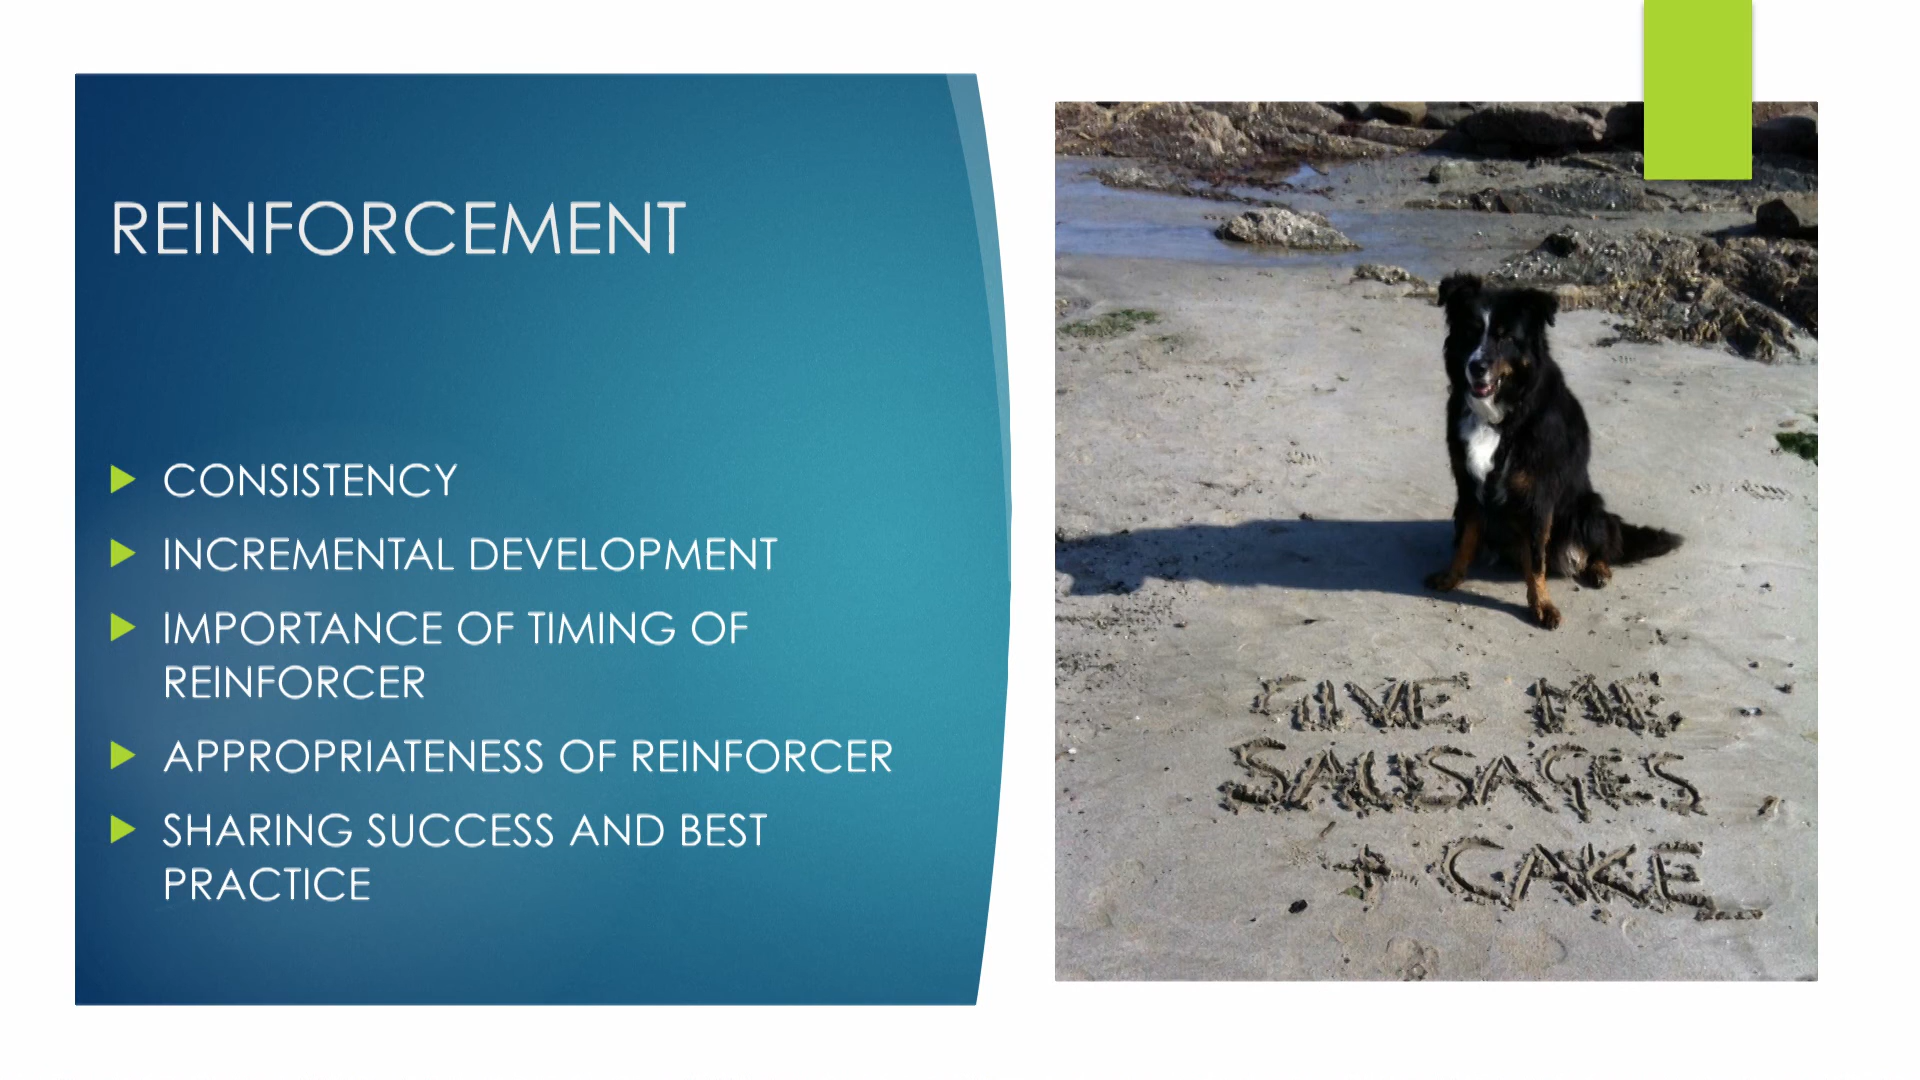 REINFORCEMENT
CONSISTENCY
INCREMENTAL DEVELOPMENT
IMPORTANCE OF TIMING OF
REINFORCER
APPROPRIATENESS OF REINFORCER
SHARING SUCCESS AND BEST
PRACTICE
GIVE ME
SAUSAGES
+ CAKE